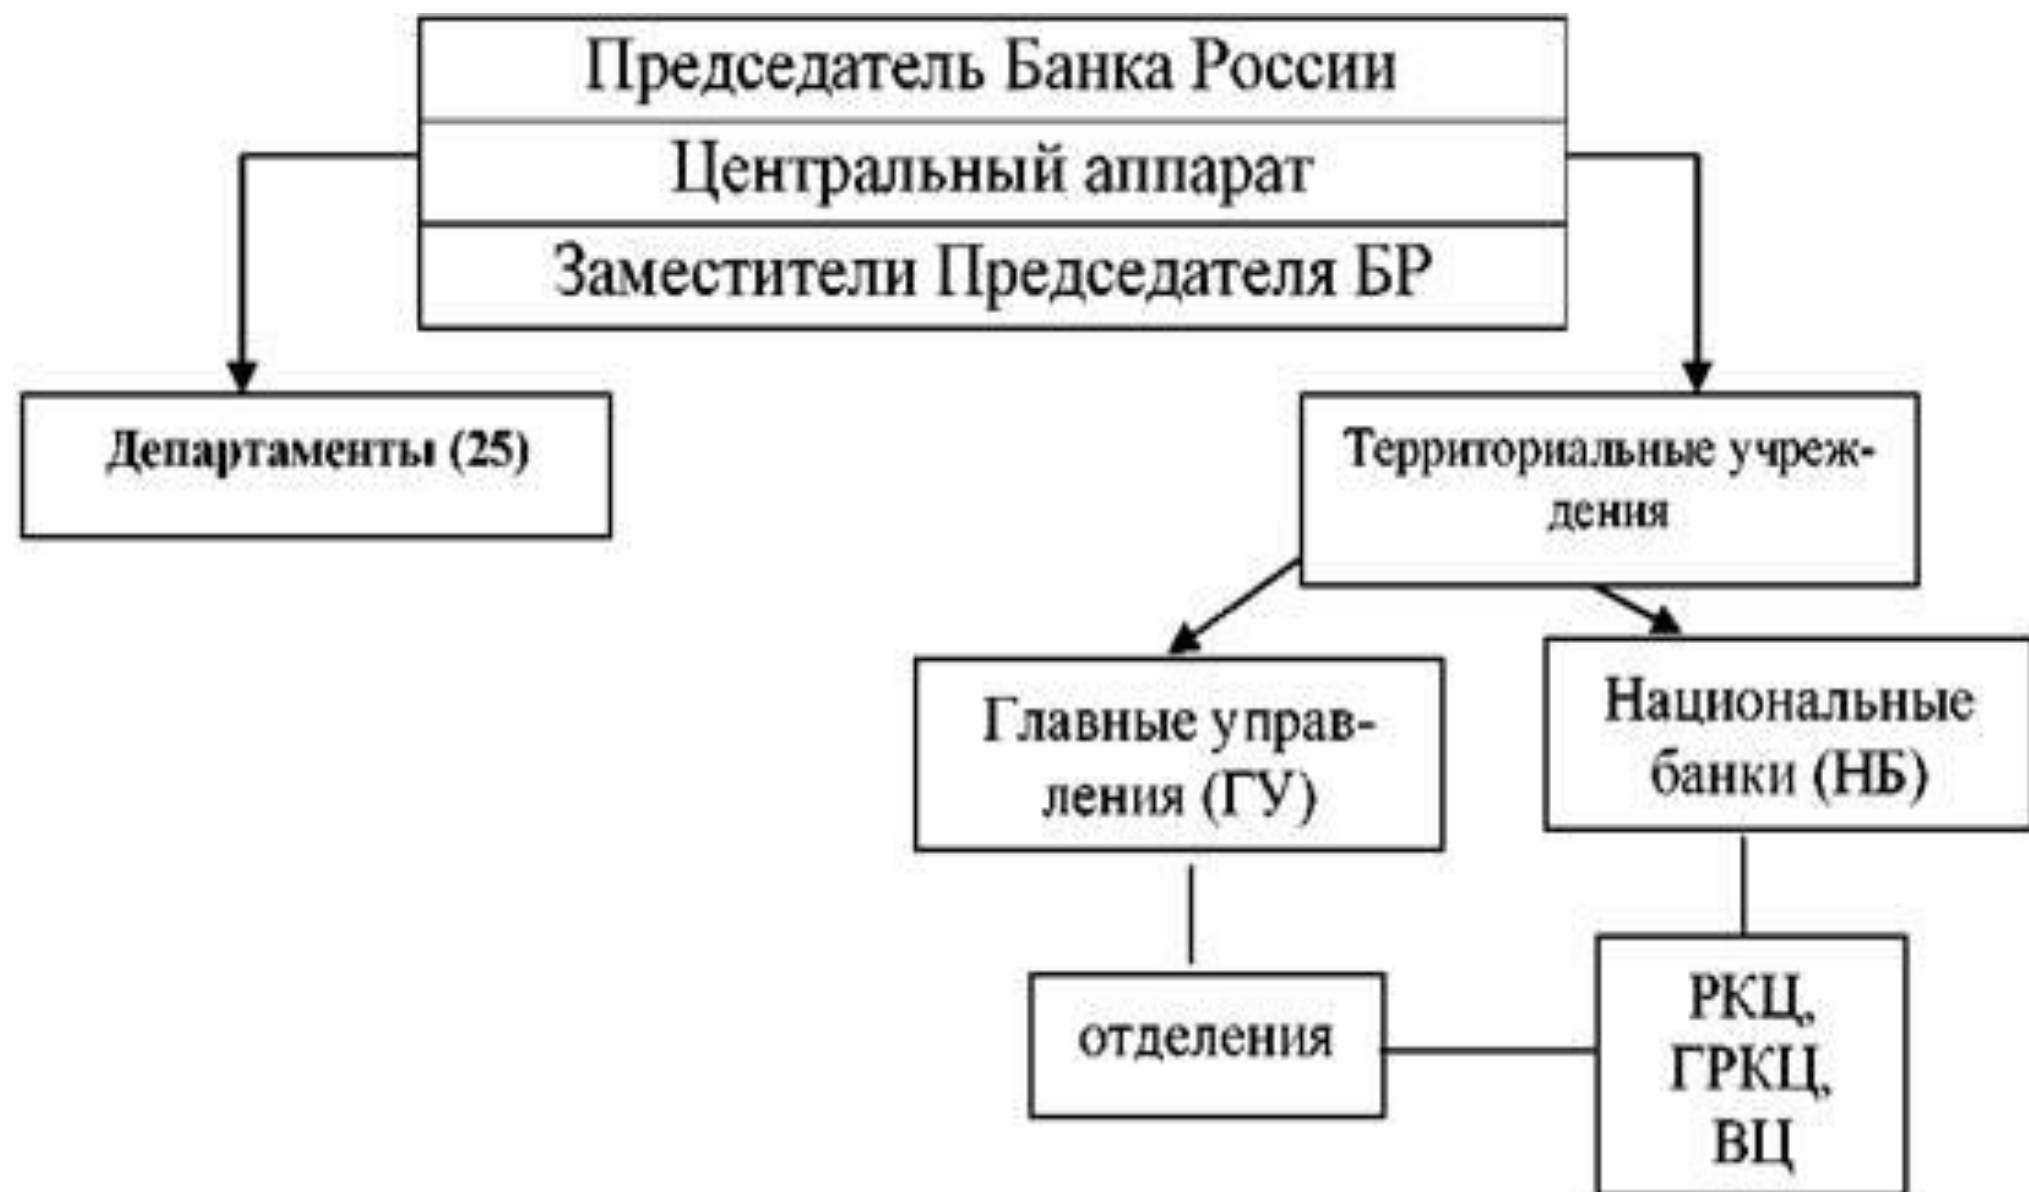 Председатель Банка России
Центральный аппарат
Заместители Председателя БР
Департаменты (25)
Территориальные учреж-
дения
Главные управ-
ления (ГУ)
Национальные
банки (НБ)
отделения
РКЦ,
ГРКЦ,
ВЦ